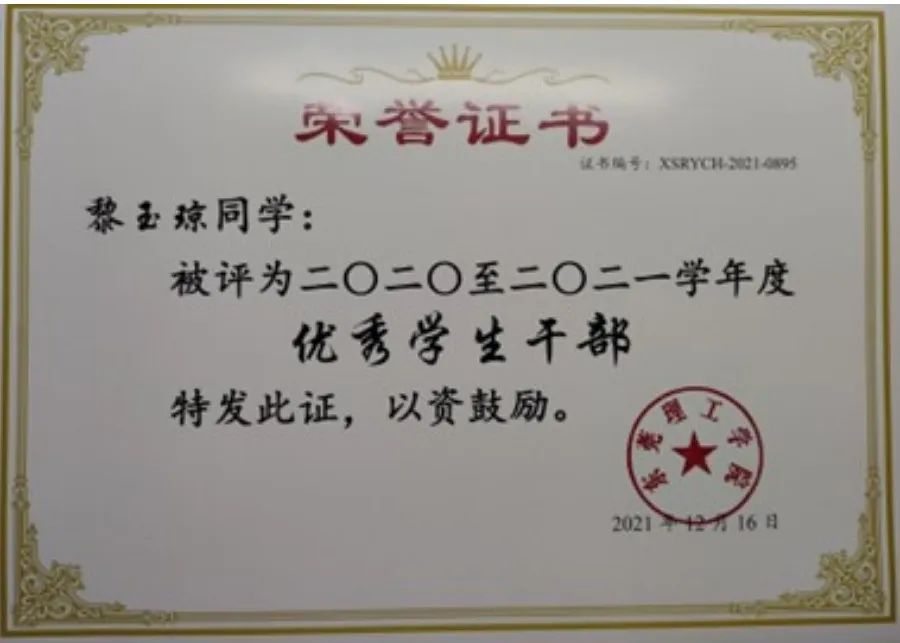 荣誉证书
证书编号：XSRYCH-2021-0895
黎玉琼同学：
被评为二〇二〇至二〇二一学年度
优秀学生干部
特发此证，以资鼓励。
东莞理工学院
2021年12月16日